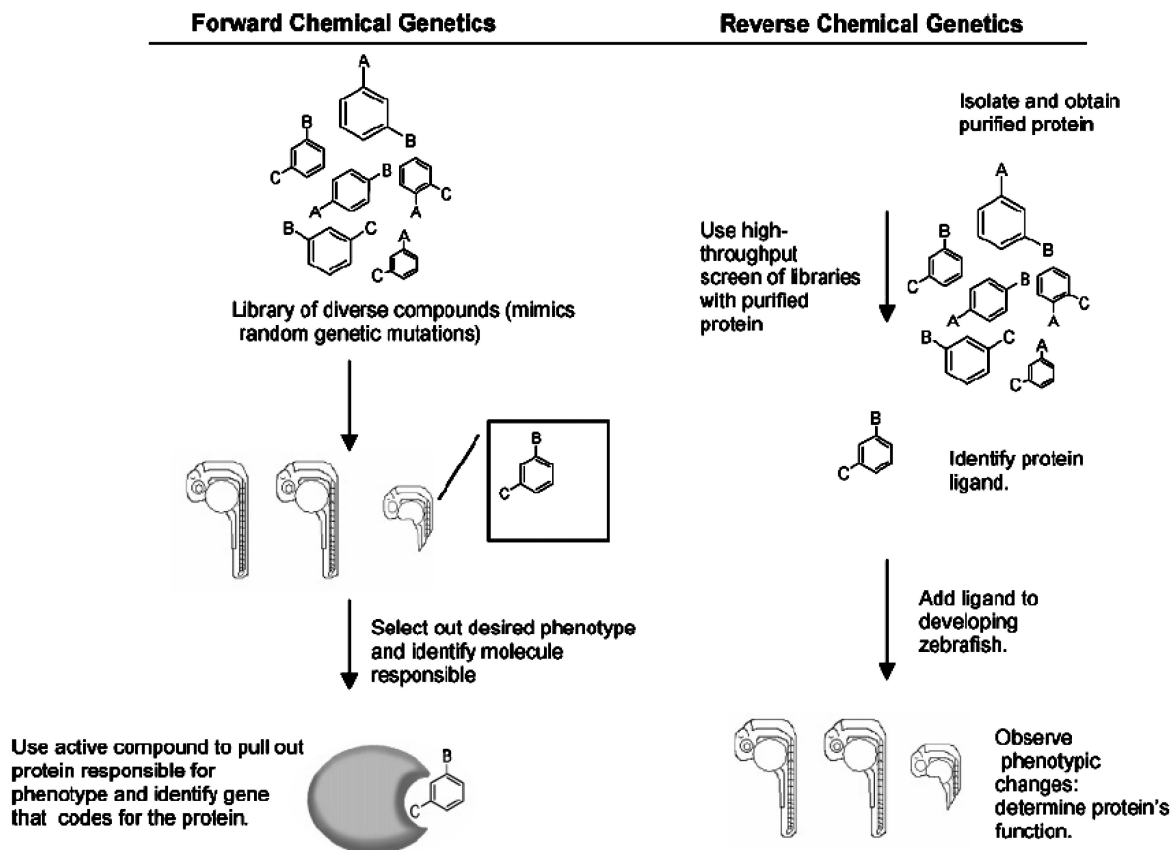 Forward Chemical Genetics
A
B
B
C
B
A
C
A
B
C
A
C
Library of diverse compounds (mimics
random genetic mutations)
B
C
Select out desired phenotype
and identify molecule
responsible
Use active compound to pull out
protein responsible for
phenotype and identify gene
that codes for the protein.
B
C
Reverse Chemical Genetics
Isolate and obtain
purified protein
Use high-
throughput
screen of libraries
with purified
protein
A
B
B
C
B
A
C
A
B
C
A
C
B
C
Identify protein
ligand.
Add ligand to
developing
zebrafish.
Observe
phenotypic
changes:
determine protein's
function.